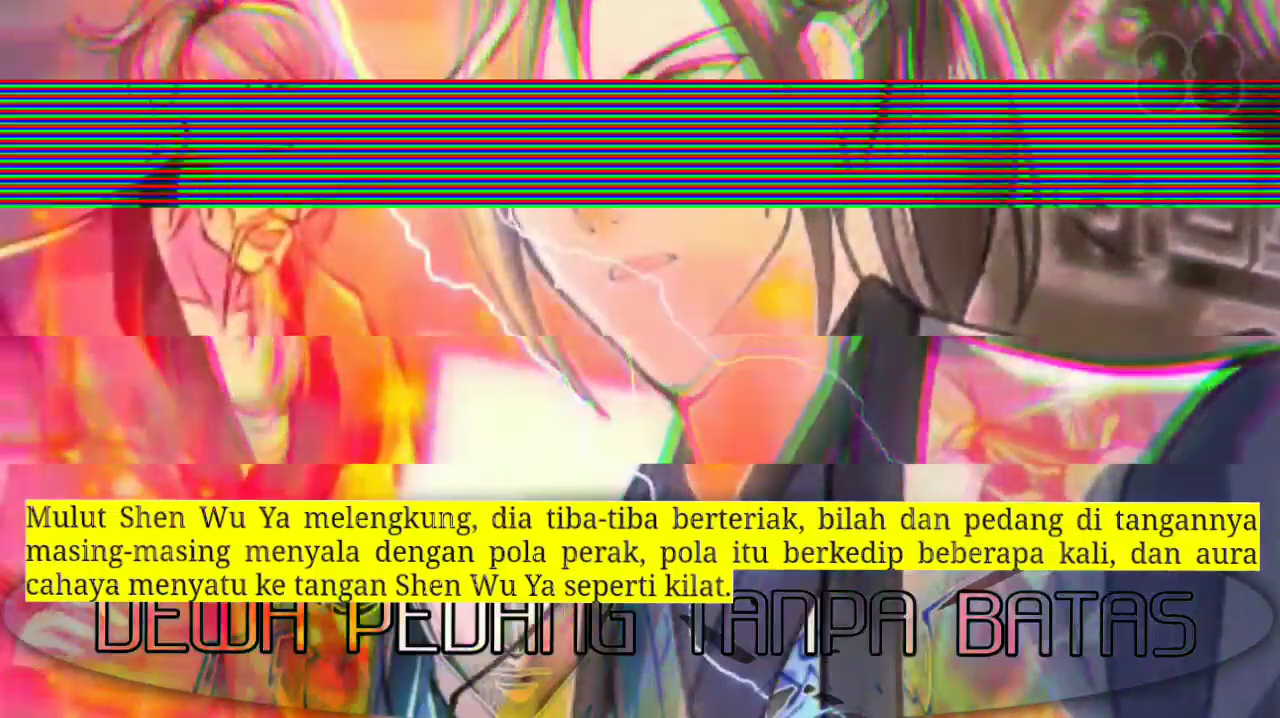 Mulut Shen Wu Ya melengkung, dia tiba-tiba berteriak, bilah dan pedang di tangannya
masing-masing menyala dengan pola perak, pola itu berkedip beberapa kali, dan aura
cahaya menyatu ke tangan Shen Wu Ya seperti kilat.
DEWA PEDANG TANPA BATAS